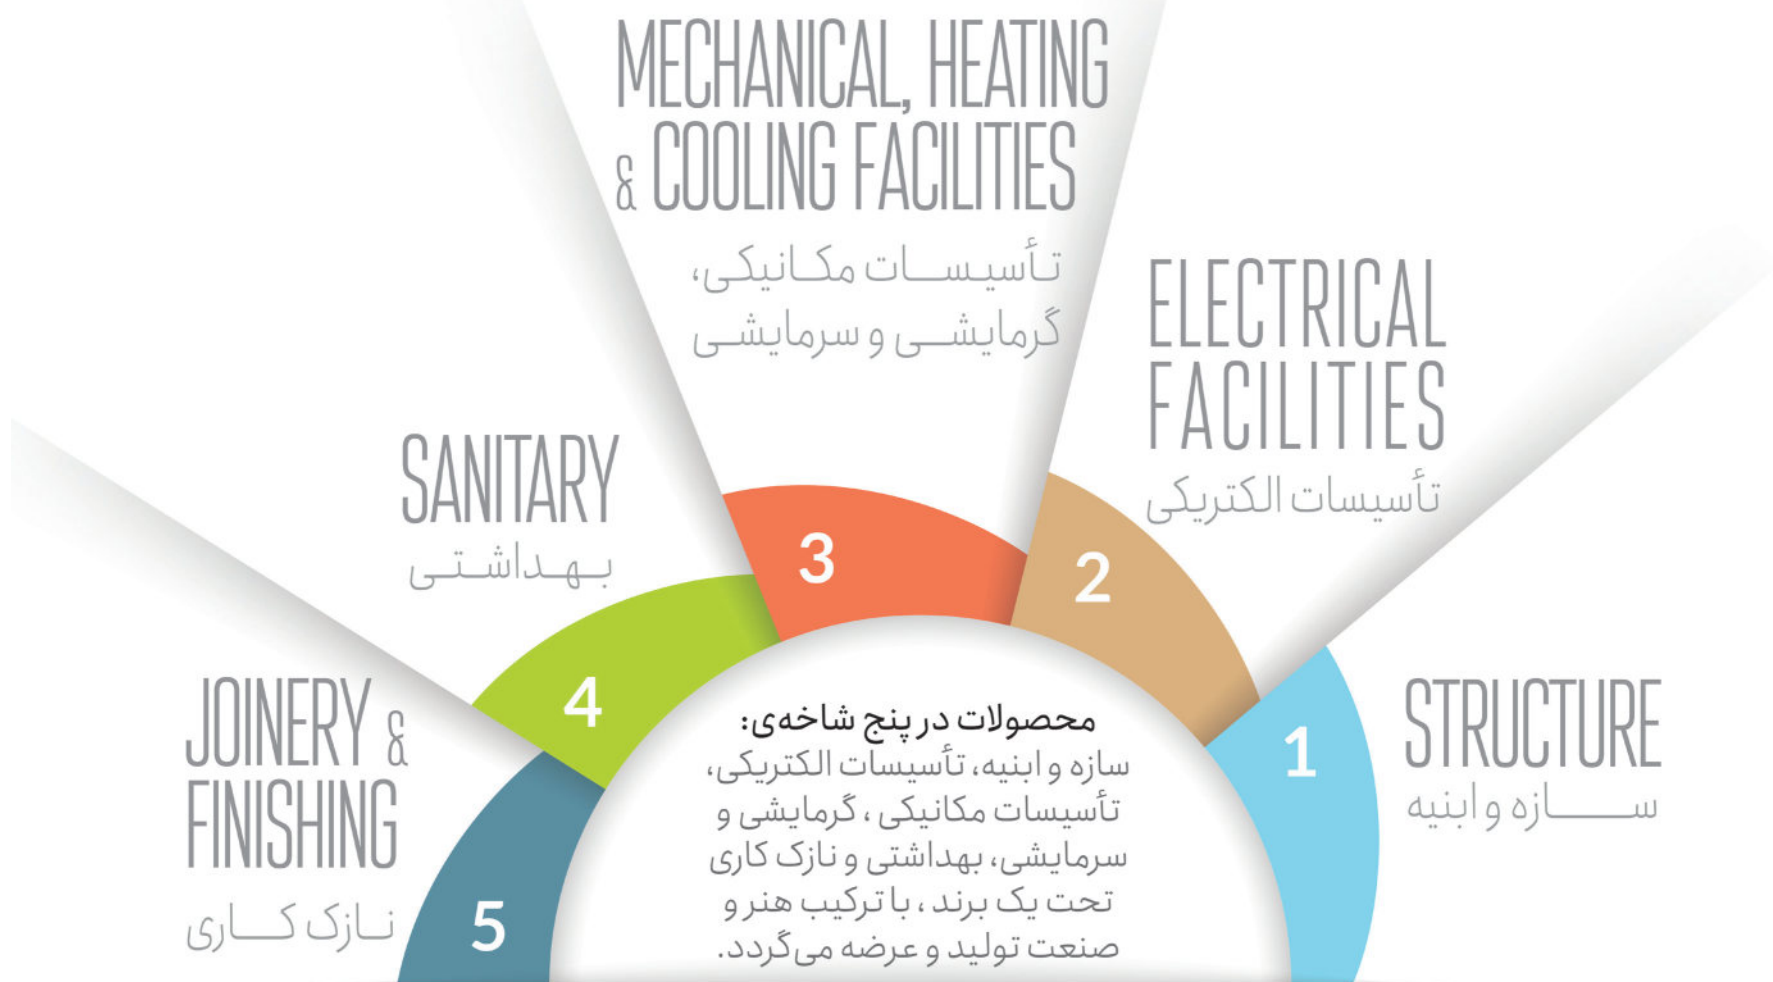 MECHANICAL, HEATING
& COOLING FACILITIES
تأسیسات مکانیکی،
گرمایشی و سرمایشی
ELECTRICAL
FACILITIES
تأسیسات الکتریکی
SANITARY
بهداشتی
3
2
4
1
5
JOINERY &
FINISHING
نازک کاری
STRUCTURE
سازه و ابنیه
محصولات در پنج شاخه‌ی:
سازه و ابنیه، تأسیسات الکتریکی،
تأسیسات مکانیکی ، گرمایشی و
سرمایشی، بهداشتی و نازک کاری
تحت یک برند ، با ترکیب هنر و
صنعت تولید و عرضه می‌گردد.